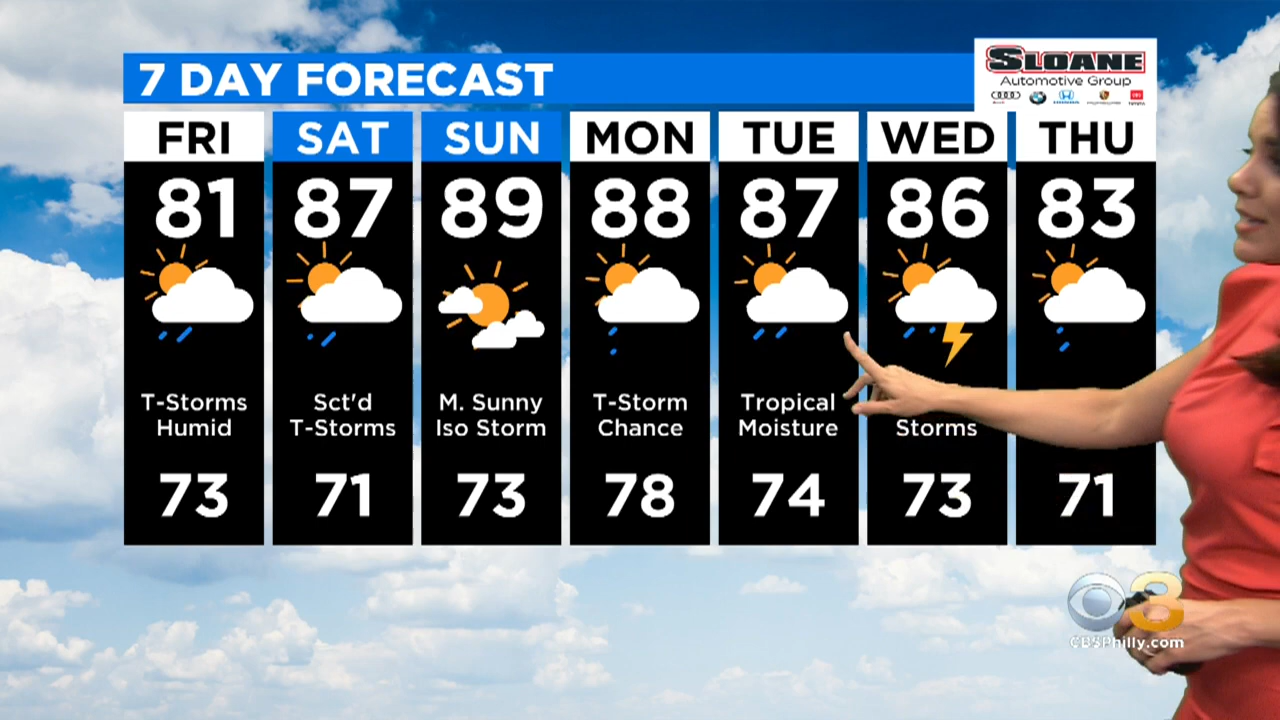 7 DAY FORECAST
SLOANE
Automotive Group
FRI SAT SUN MON TUE WED THU
81 87 89 88 87 86 83
T-Storms
Humid
Sct'd
T-Storms
M. Sunny
Iso Storm
T-Storm
Chance
Tropical
Moisture
Storms
73 71 73 78 74 73 71
3
CBSPhilly.com